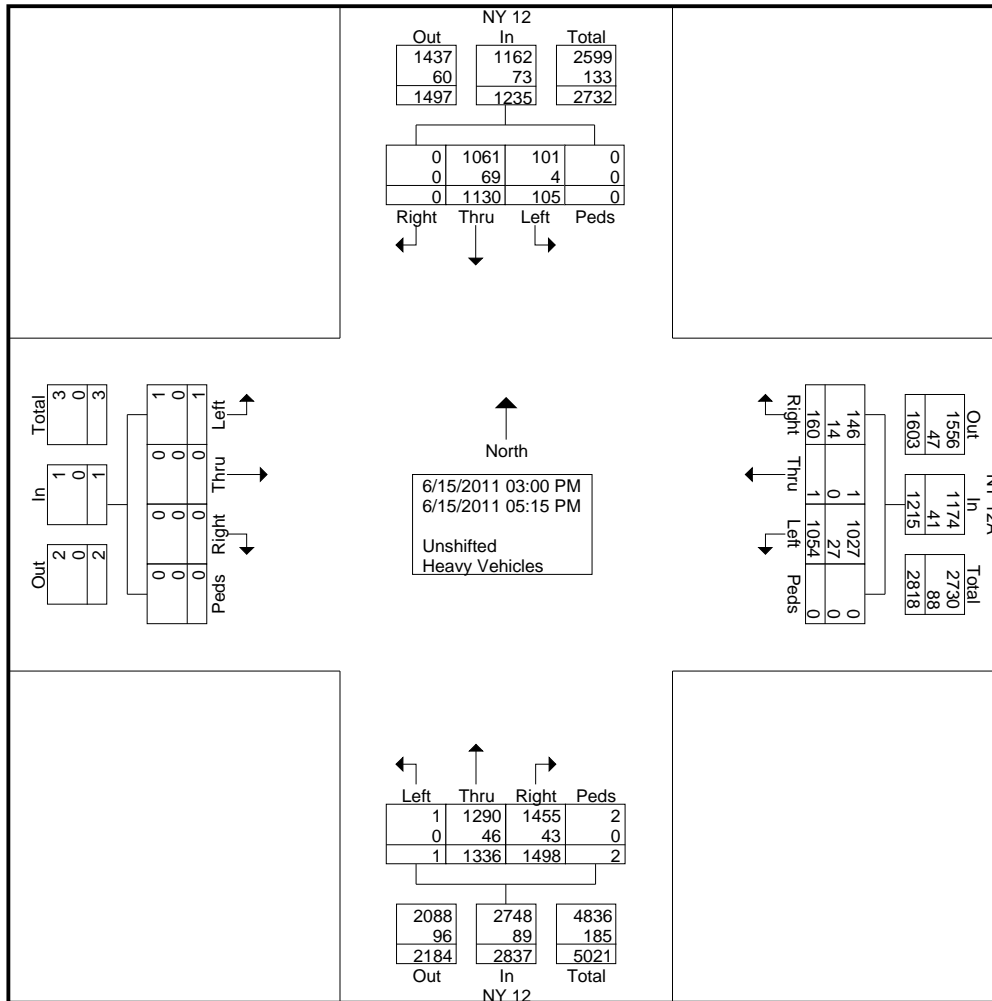 NY 12
Out In Total
1437 1162 2599
60 73 133
1497 1235 2732
0 1061 101 0
0 69 4 0
0 1130 105 0
Right Thru Left Peds
Total
3 0 3
In
1 0 1
Out
2 0 2
1 0 1
0 0 0
0 0 0
0 0 0
Left
Thru
Right
Peds
North
6/15/2011 03:00 PM
6/15/2011 05:15 PM
Unshifted
Heavy Vehicles
Right Thru Left Peds
146 1 1027 0
14 0 27 0
160 1 1054 0
NY 12A
Out In Total
1556 1174 2730
47 41 88
1603 1215 2818
Left Thru Right Peds
1 1290 1455 2
0 46 43 0
1 1336 1498 2
2088 2748 4836
96 89 185
2184 2837 5021
Out In Total
NY 12